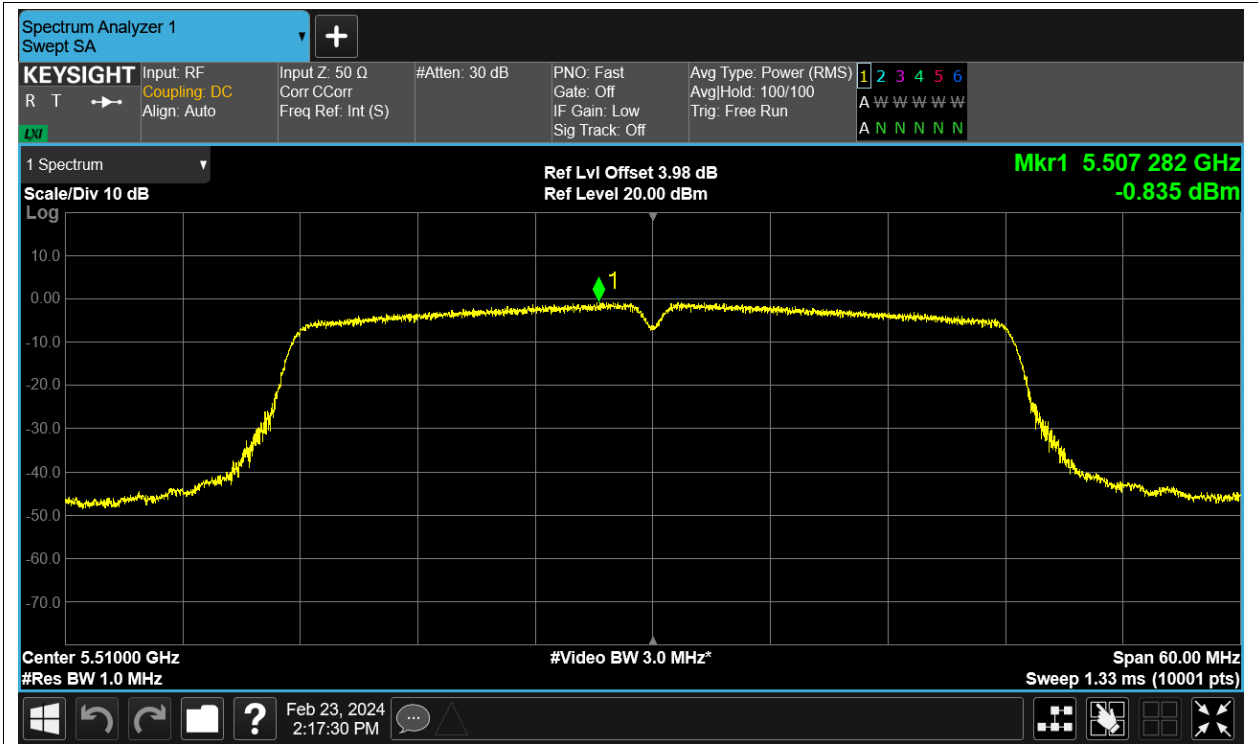 Spectrum Analyzer 1
Swept SA
KEYSIGHT
R T
LXI
Input: RF
Coupling: DC
Align: Auto
Input Z: 50 Ω
Corr CCorr
Freq Ref: Int (S)
#Atten: 30 dB
PNO: Fast
Gate: Off
IF Gain: Low
Sig Track: Off
Avg Type: Power (RMS)
Avg|Hold: 100/100
Trig: Free Run
1 2 3 4 5 6
A W W W W W
A N N N N N
1 Spectrum
Scale/Div 10 dB
Ref Lvl Offset 3.98 dB
Ref Level 20.00 dBm
Mkr1 5.507 282 GHz
-0.835 dBm
Log
10.0
0.00
-10.0
-20.0
-30.0
-40.0
-50.0
-60.0
-70.0
1
Center 5.51000 GHz
#Res BW 1.0 MHz
#Video BW 3.0 MHz*
Span 60.00 MHz
Sweep 1.33 ms (10001 pts)
?
Feb 23, 2024
2:17:30 PM